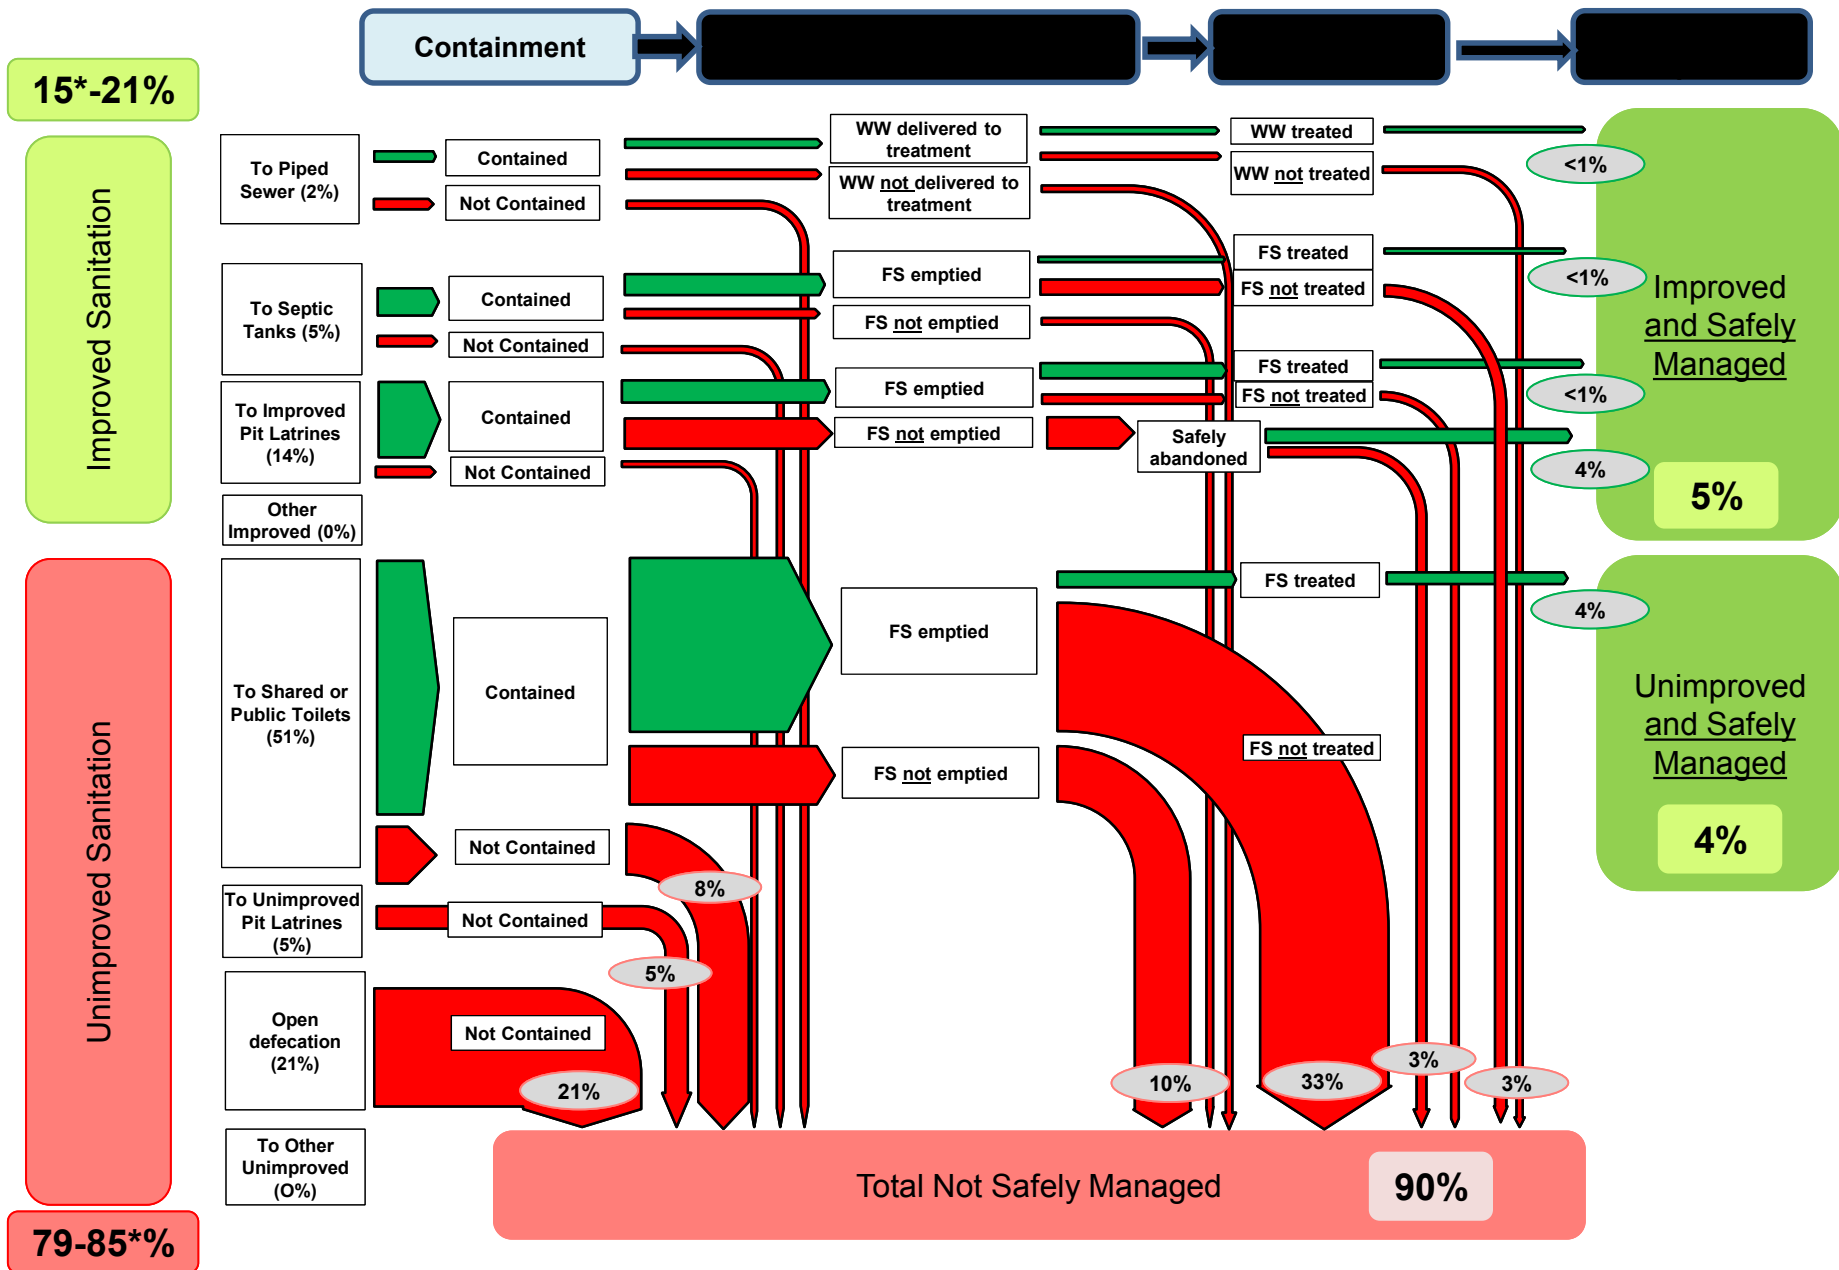 Containment
15*-21%
Improved Sanitation
Unimproved Sanitation
79-85*%
To Piped
Sewer (2%)
Contained
Not Contained
WW delivered to
treatment
WW not delivered to
treatment
WW treated
WW not treated
<1%
To Septic
Tanks (5%)
Contained
Not Contained
FS emptied
FS not emptied
FS treated
FS not treated
<1%
To Improved
Pit Latrines
(14%)
Contained
Not Contained
FS emptied
FS not emptied
FS treated
FS not treated
Safely
abandoned
<1%
4%
Other
Improved (0%)
Improved
and Safely
Managed
5%
To Shared or
Public Toilets
(51%)
Contained
Not Contained
FS emptied
FS not emptied
FS treated
FS not treated
4%
Unimproved
and Safely
Managed
4%
8%
To Unimproved
Pit Latrines
(5%)
Not Contained
5%
Open
defecation
(21%)
Not Contained
21%
10%
33%
3%
3%
To Other
Unimproved
(O%)
Total Not Safely Managed
90%